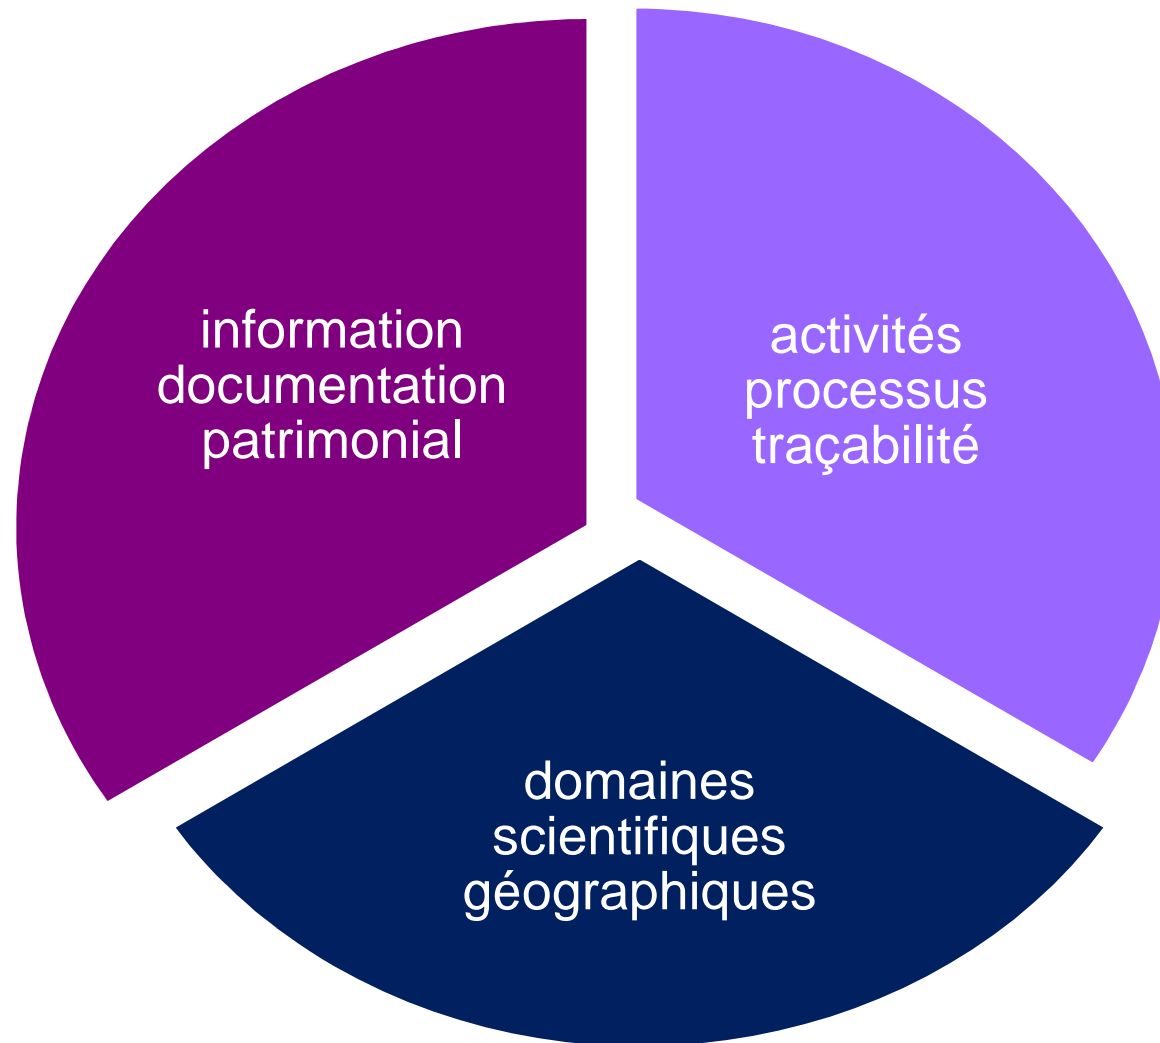 information
documentation
patrimonial
activités
processus
traçabilité
domaines
scientifiques
géographiques